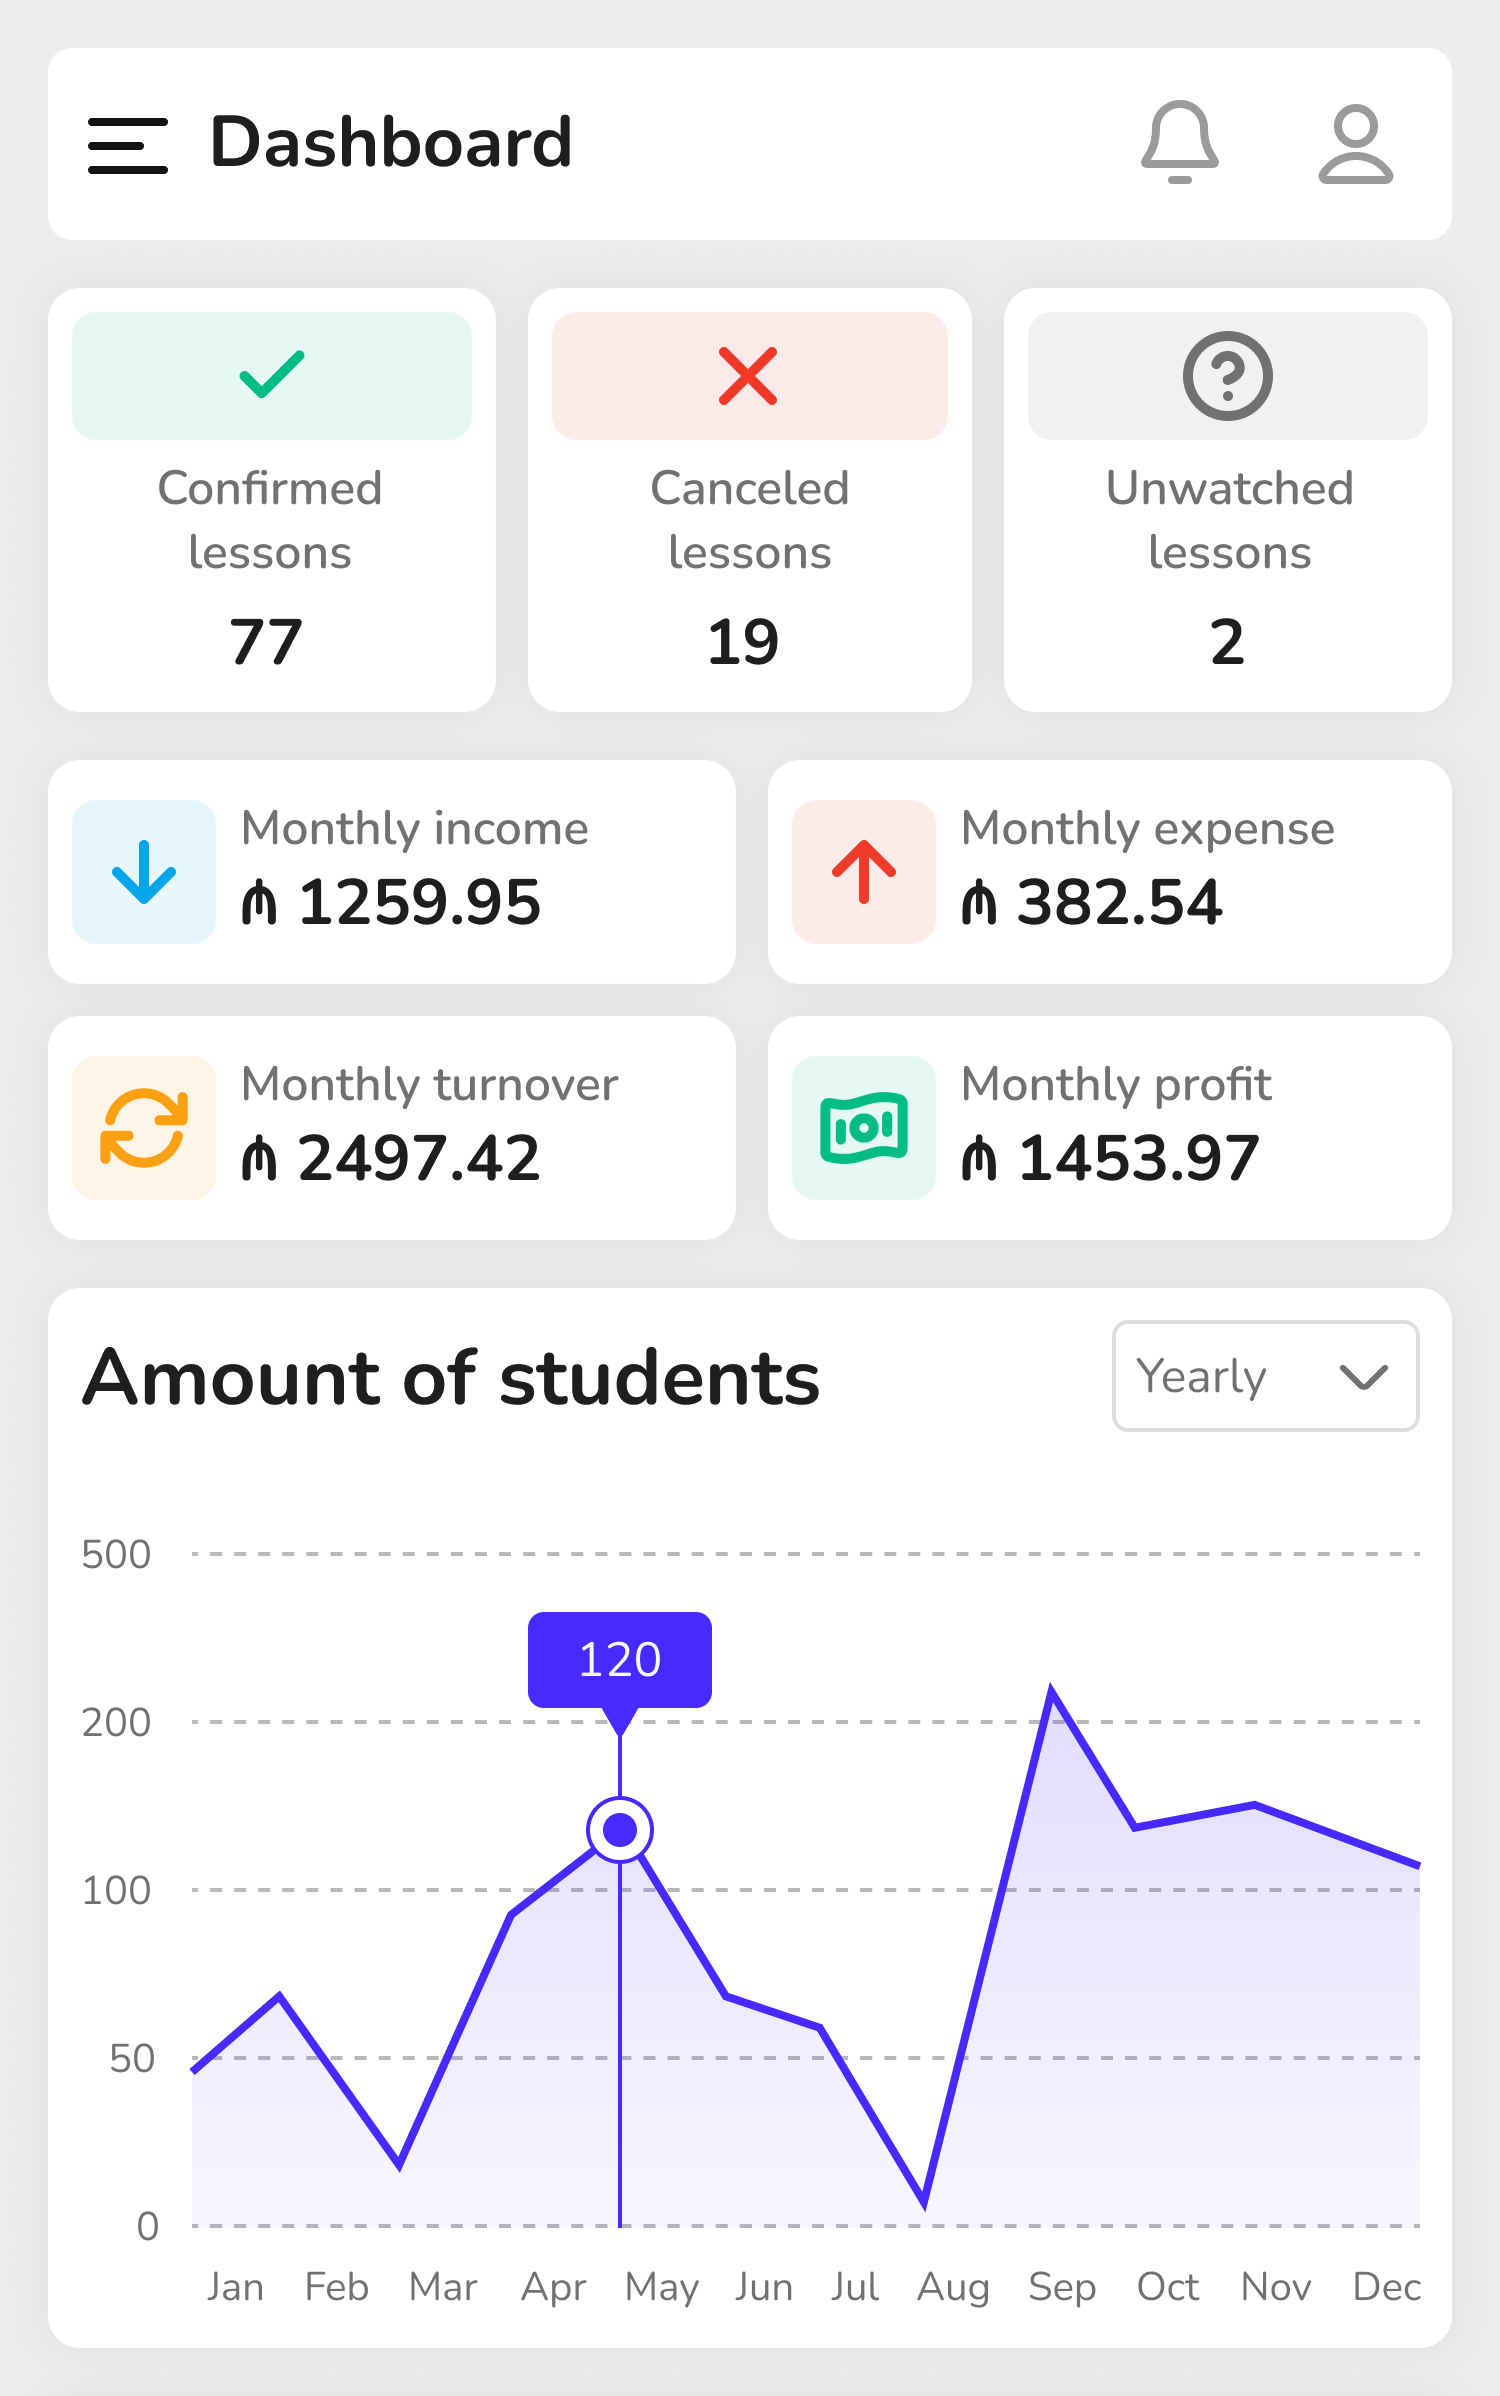 Dashboard
Confirmed
lessons
77
Canceled
lessons
19
Unwatched
lessons
2
Monthly income
₼ 1259.95
Monthly expense
₼ 382.54
Monthly turnover
₼ 2497.42
Monthly profit
₼ 1453.97
Amount of students
Yearly
500
120
200
100
50
0
Jan Feb Mar Apr May Jun Jul Aug Sep Oct Nov Dec